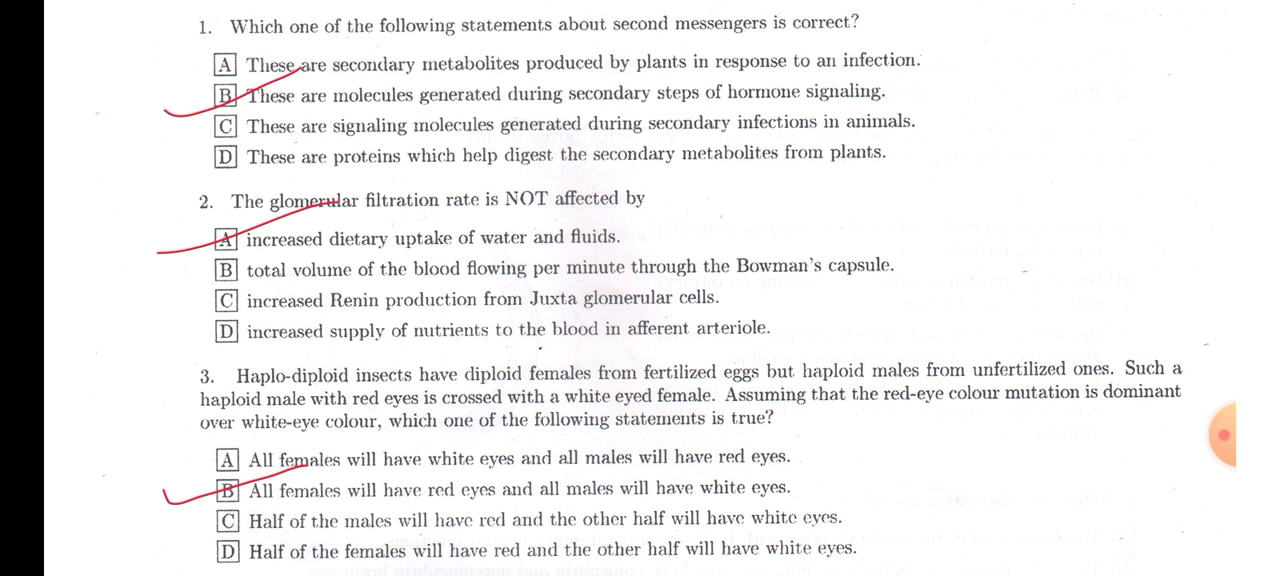 1. Which one of the following statements about second messengers is correct?
A These are secondary metabolites produced by plants in response to an infection.
B These are molecules generated during secondary steps of hormone signaling.
C These are signaling molecules generated during secondary infections in animals.
D These are proteins which help digest the secondary metabolites from plants.
2. The glomerular filtration rate is NOT affected by
A increased dietary uptake of water and fluids.
B total volume of the blood flowing per minute through the Bowman's capsule.
C increased Renin production from Juxta glomerular cells.
D increased supply of nutrients to the blood in afferent arteriole.
3. Haplo-diploid insects have diploid females from fertilized eggs but haploid males from unfertilized ones. Such a
haploid male with red eyes is crossed with a white eyed female. Assuming that the red-eye colour mutation is dominant
over white-eye colour, which one of the following statements is true?
A All females will have white eyes and all males will have red eyes.
B All females will have red eyes and all males will have white eyes.
C Half of the males will have red and the other half will have white eyes.
D Half of the females will have red and the other half will have white eyes.